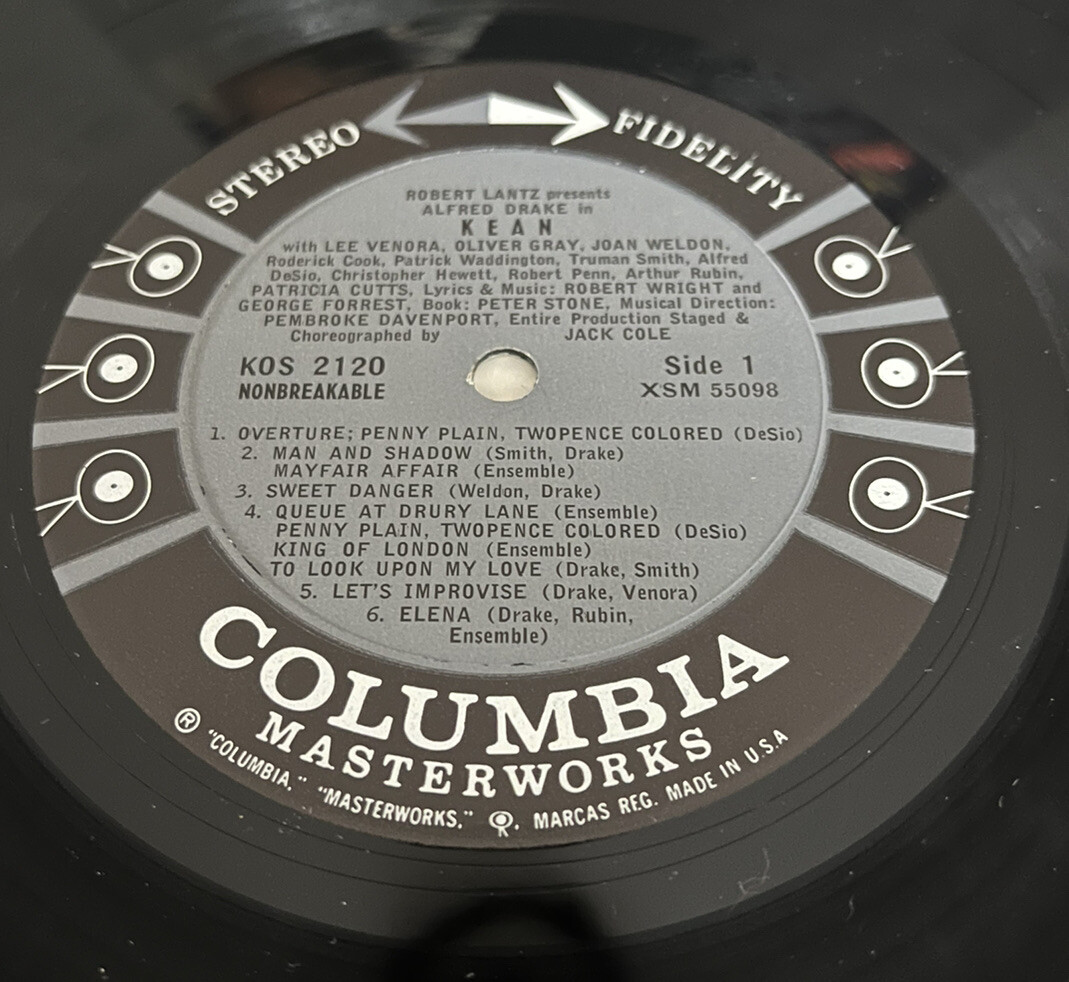 STEREO FIDELITY
ROBERT LANTZ presents
ALFRED DRAKE in
KEAN
with LEE VENORA, OLIVER GRAY, JOAN WELDON,
Roderick Cook, Patrick Waddington, Truman Smith, Alfred
DeSio, Christopher Hewett, Robert Penn, Arthur Rubin,
PATRICIA CUTTS, Lyrics & Music: ROBERT WRIGHT and
GEORGE FORREST, Book: PETER STONE, Musical Direction:
PEMBROKE DAVENPORT, Entire Production Staged &
Choreographed by JACK COLE
KOS 2120 Side 1
NONBREAKABLE XSM 55098
1. OVERTURE; PENNY PLAIN, TWOPENCE COLORED (DeSio)
2. MAN AND SHADOW (Smith, Drake)
MAYFAIR AFFAIR (Ensemble)
3. SWEET DANGER (Weldon, Drake)
4. QUEUE AT DRURY LANE (Ensemble)
PENNY PLAIN, TWOPENCE COLORED (DeSio)
KING OF LONDON (Ensemble)
TO LOOK UPON MY LOVE (Drake, Smith)
5. LET'S IMPROVISE (Drake, Venora)
6. ELENA (Drake, Rubin,
Ensemble)
COLUMBIA
MASTERWORKS
® "COLUMBIA," "MASTERWORKS." . MARCAS REG. MADE IN U.S.A